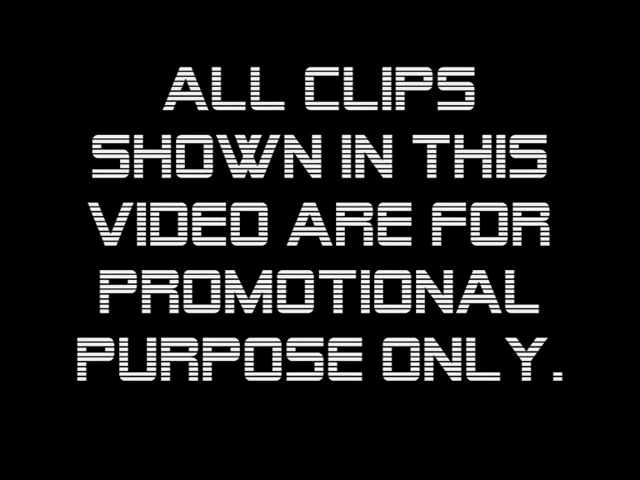 ALL CLIPS
SHOWN IN THIS
VIDEO ARE FOR
PROMOTIONAL
PURPOSE ONLY.